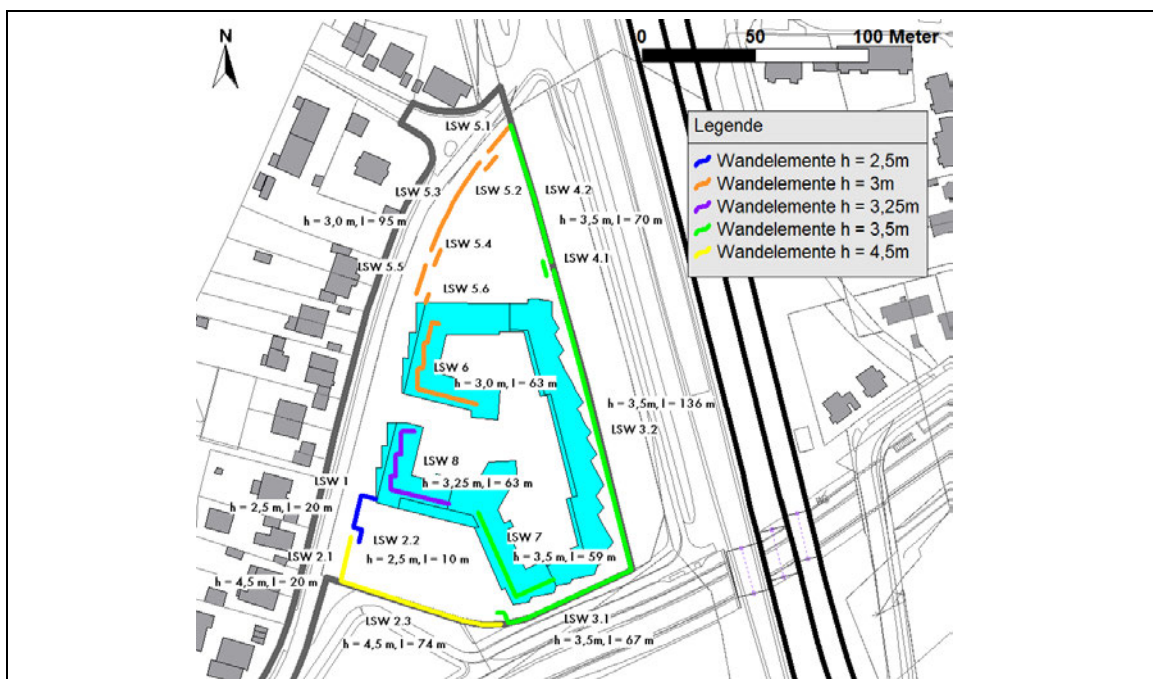 N
0 50 100 Meter
Legende
Wandelemente h = 2,5m
Wandelemente h = 3m
Wandelemente h = 3,25m
Wandelemente h = 3,5m
Wandelemente h = 4,5m
LSW 5.1
LSW 5.2
LSW 5.3
LSW 4.2
h = 3,0 m, l = 95 m
h = 3,5 m, l = 70 m
LSW 5.4
LSW 4.1
LSW 5.5
LSW 5.6
LSW 6
h = 3,0 m, l = 63 m
h = 3,5m, l = 136 m
LSW 3.2
LSW 8
h = 3,25 m, l = 63 m
LSW 1
h = 2,5 m, l = 20 m
LSW 2.2
h = 2,5 m, l = 10 m
LSW 7
h = 3,5 m, l = 59 m
LSW 2.1
h = 4,5 m, l = 20 m
LSW 2.3
h = 4,5 m, l = 74 m
LSW 3.1
h = 3,5m, l = 67 m